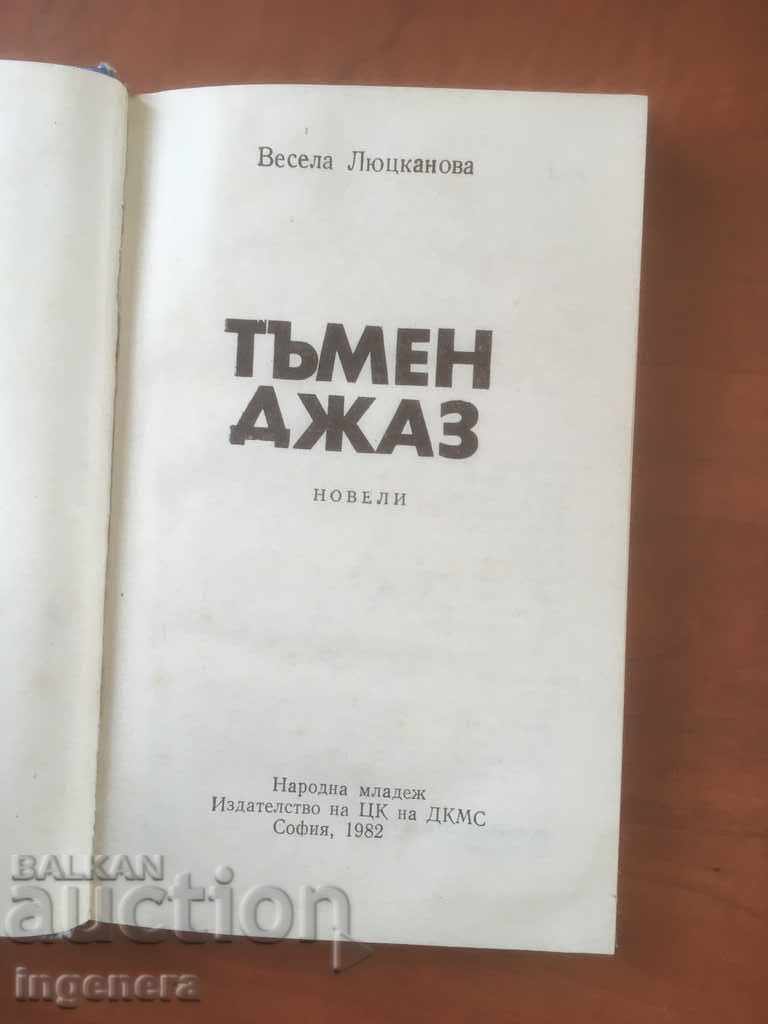 Весела Люцканова
ТЪМЕН
ДЖАЗ
НОВЕЛИ
Народна младеж
Издателство на ЦК на ДКМС
София, 1982
BALKAN
auction
ingenera